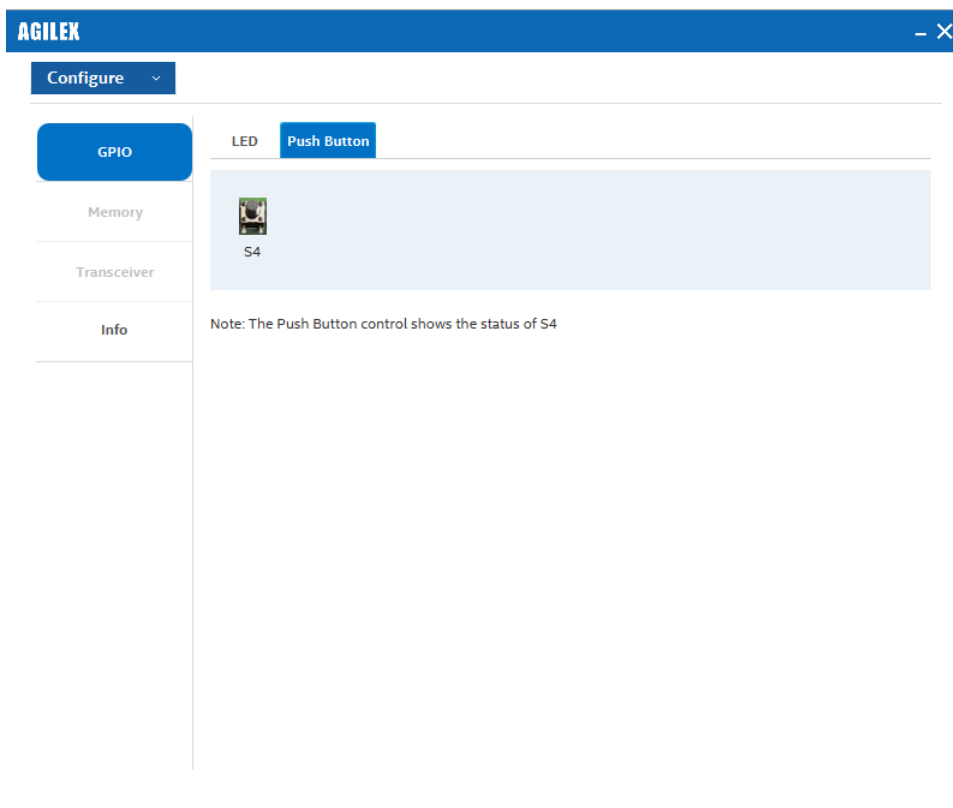 AGILEX
Configure
GPIO
Memory
Transceiver
Info
LED Push Button
S4
Note: The Push Button control shows the status of S4